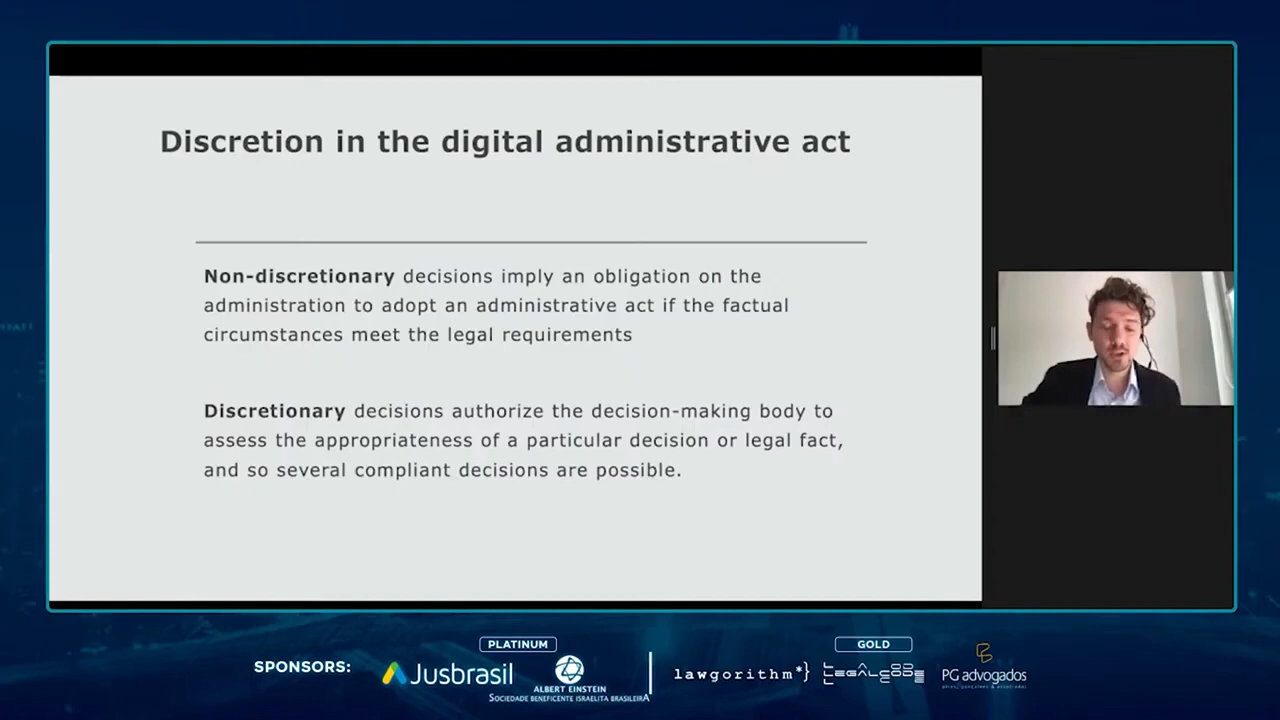 Discretion in the digital administrative act
Non-discretionary decisions imply an obligation on the
administration to adopt an administrative act if the factual
circumstances meet the legal requirements
Discretionary decisions authorize the decision-making body to
assess the appropriateness of a particular decision or legal fact,
and so several compliant decisions are possible.
PLATINUM
GOLD
SPONSORS:
Jusbrasil
ALBERT EINSTEIN
SOCIEDADE BENEFICENTE ISRAELITA BRASILEIRA
lawgorithm*}
LEGALCODE
PG advogados